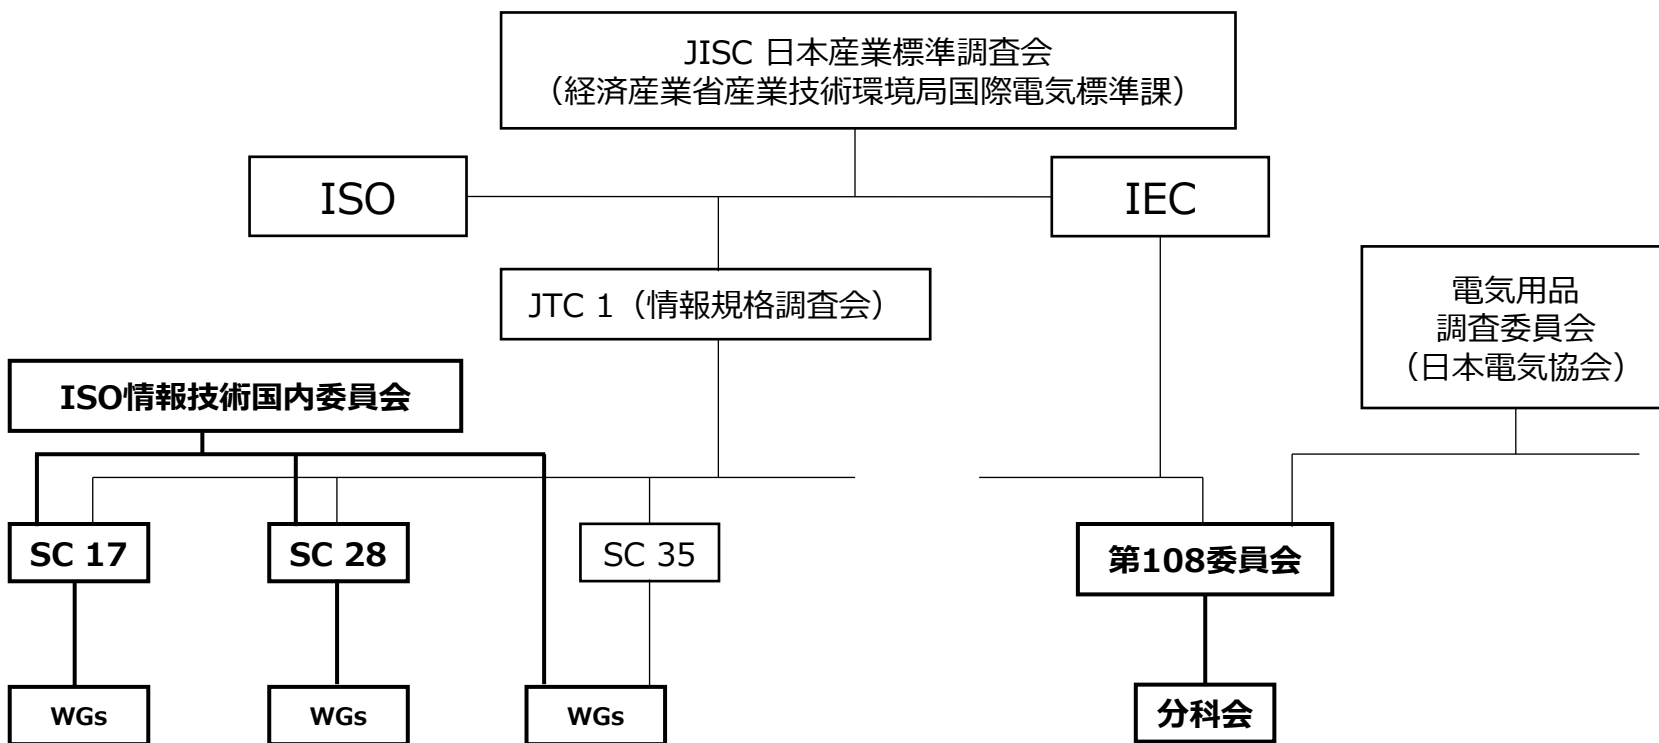 JISC 日本産業標準調査会
（経済産業省産業技術環境局国際電気標準課）
ISO
IEC
JTC 1（情報規格調査会）
電気用品
調査委員会
（日本電気協会）
ISO情報技術国内委員会
SC 17
SC 28
SC 35
第108委員会
WGs
WGs
WGs
分科会